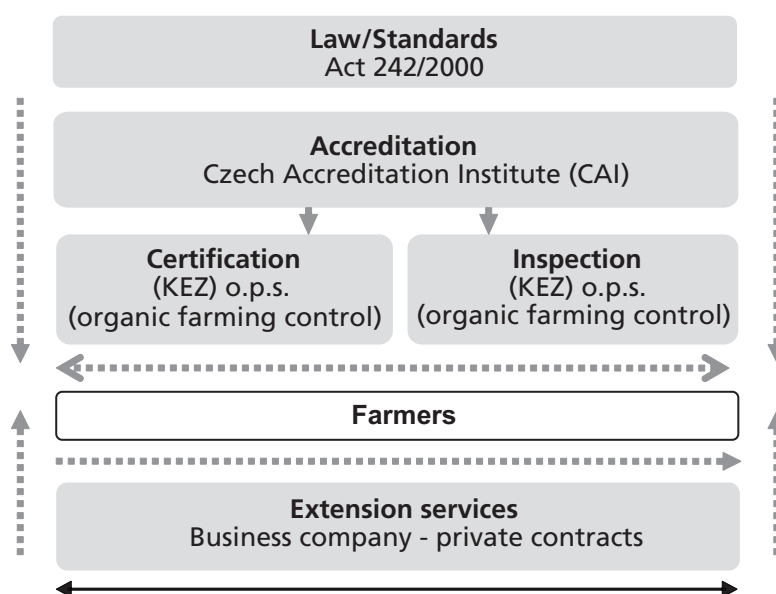 Law/Standards
Act 242/2000
Accreditation
Czech Accreditation Institute (CAI)
Certification
(KEZ) o.p.s.
(organic farming control)
Inspection
(KEZ) o.p.s.
(organic farming control)
Farmers
Extension services
Business company - private contracts